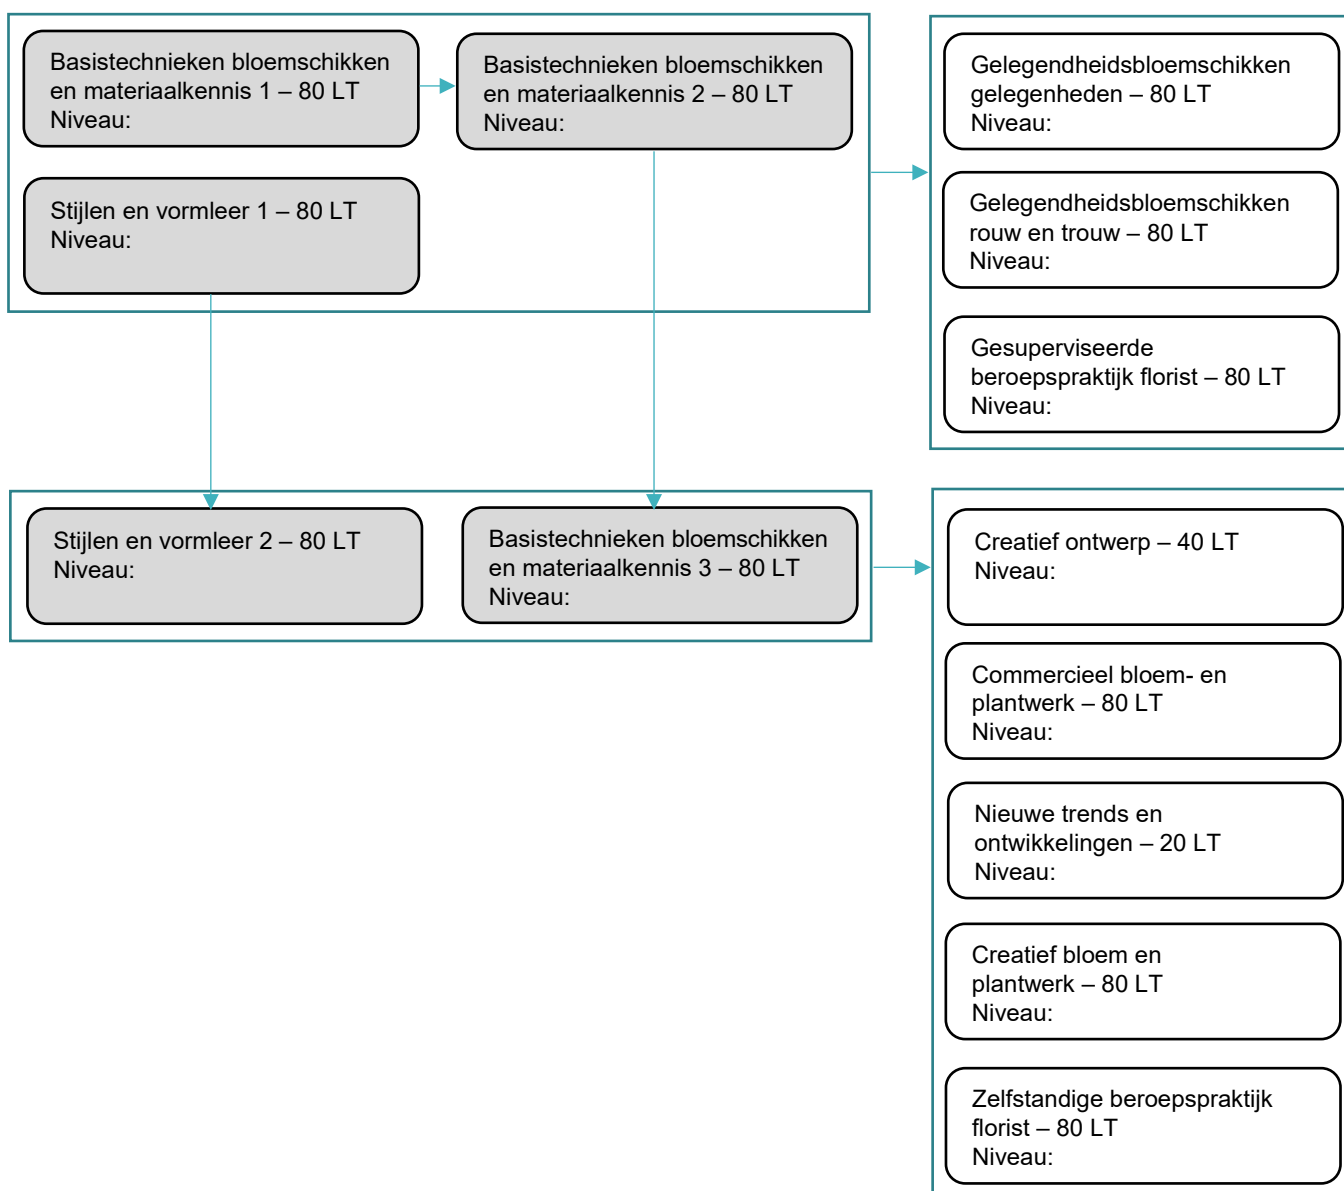 Basistechnieken bloemschikken
en materiaalkennis 1 – 80 LT
Niveau:
Basistechnieken bloemschikken
en materiaalkennis 2 – 80 LT
Niveau:
Stijlen en vormleer 1 – 80 LT
Niveau:
Gelegendheidsbloemschikken
gelegenheden – 80 LT
Niveau:
Gelegendheidsbloemschikken
rouw en trouw – 80 LT
Niveau:
Gesuperviseerde
beroepspraktijk florist – 80 LT
Niveau:
Stijlen en vormleer 2 – 80 LT
Niveau:
Basistechnieken bloemschikken
en materiaalkennis 3 – 80 LT
Niveau:
Creatief ontwerp – 40 LT
Niveau:
Commercieel bloem- en
plantwerk – 80 LT
Niveau:
Nieuwe trends en
ontwikkelingen – 20 LT
Niveau:
Creatief bloem en
plantwerk – 80 LT
Niveau:
Zelfstandige beroepspraktijk
florist – 80 LT
Niveau: